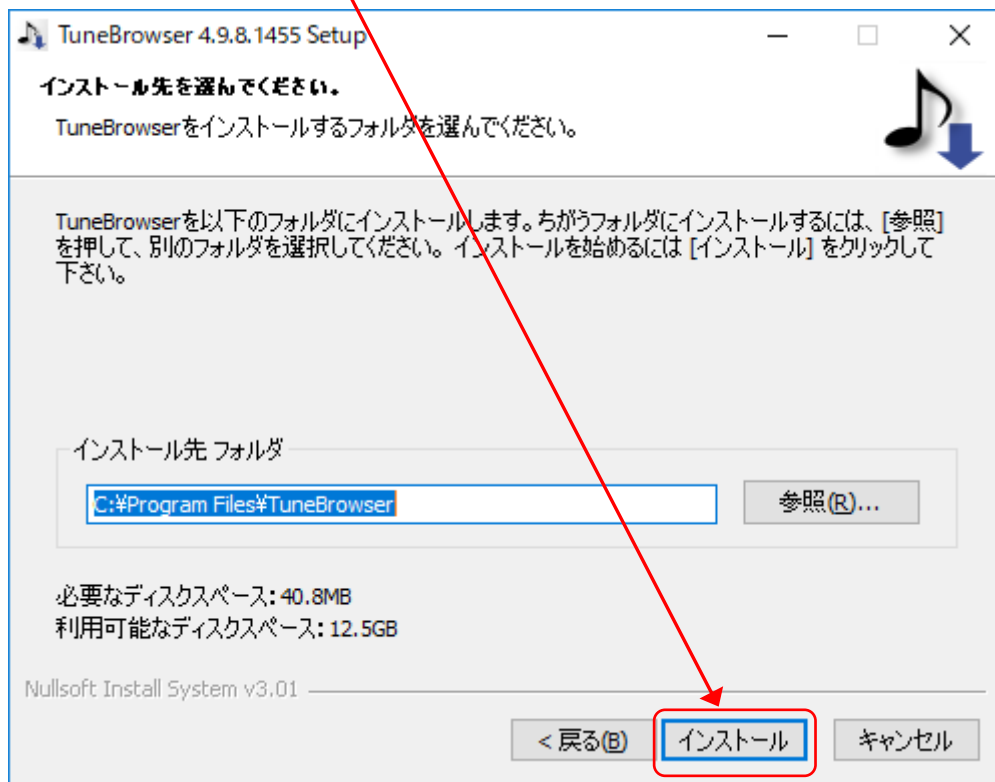 TuneBrowser 4.9.8.1455 Setup
インストール先を選んでください。
TuneBrowserをインストールするフォルダを選んでください。
TuneBrowserを以下のフォルダにインストールします。ちがうフォルダにインストールするには、[参照]
を押して、別のフォルダを選択してください。インストールを始めるには [インストール] をクリックして
下さい。
インストール先 フォルダ
C:¥Program Files¥TuneBrowser
参照(R)...
必要なディスクスペース: 40.8MB
利用可能なディスクスペース: 12.5GB
Nullsoft Install System v3.01
< 戻る(B)
インストール
キャンセル